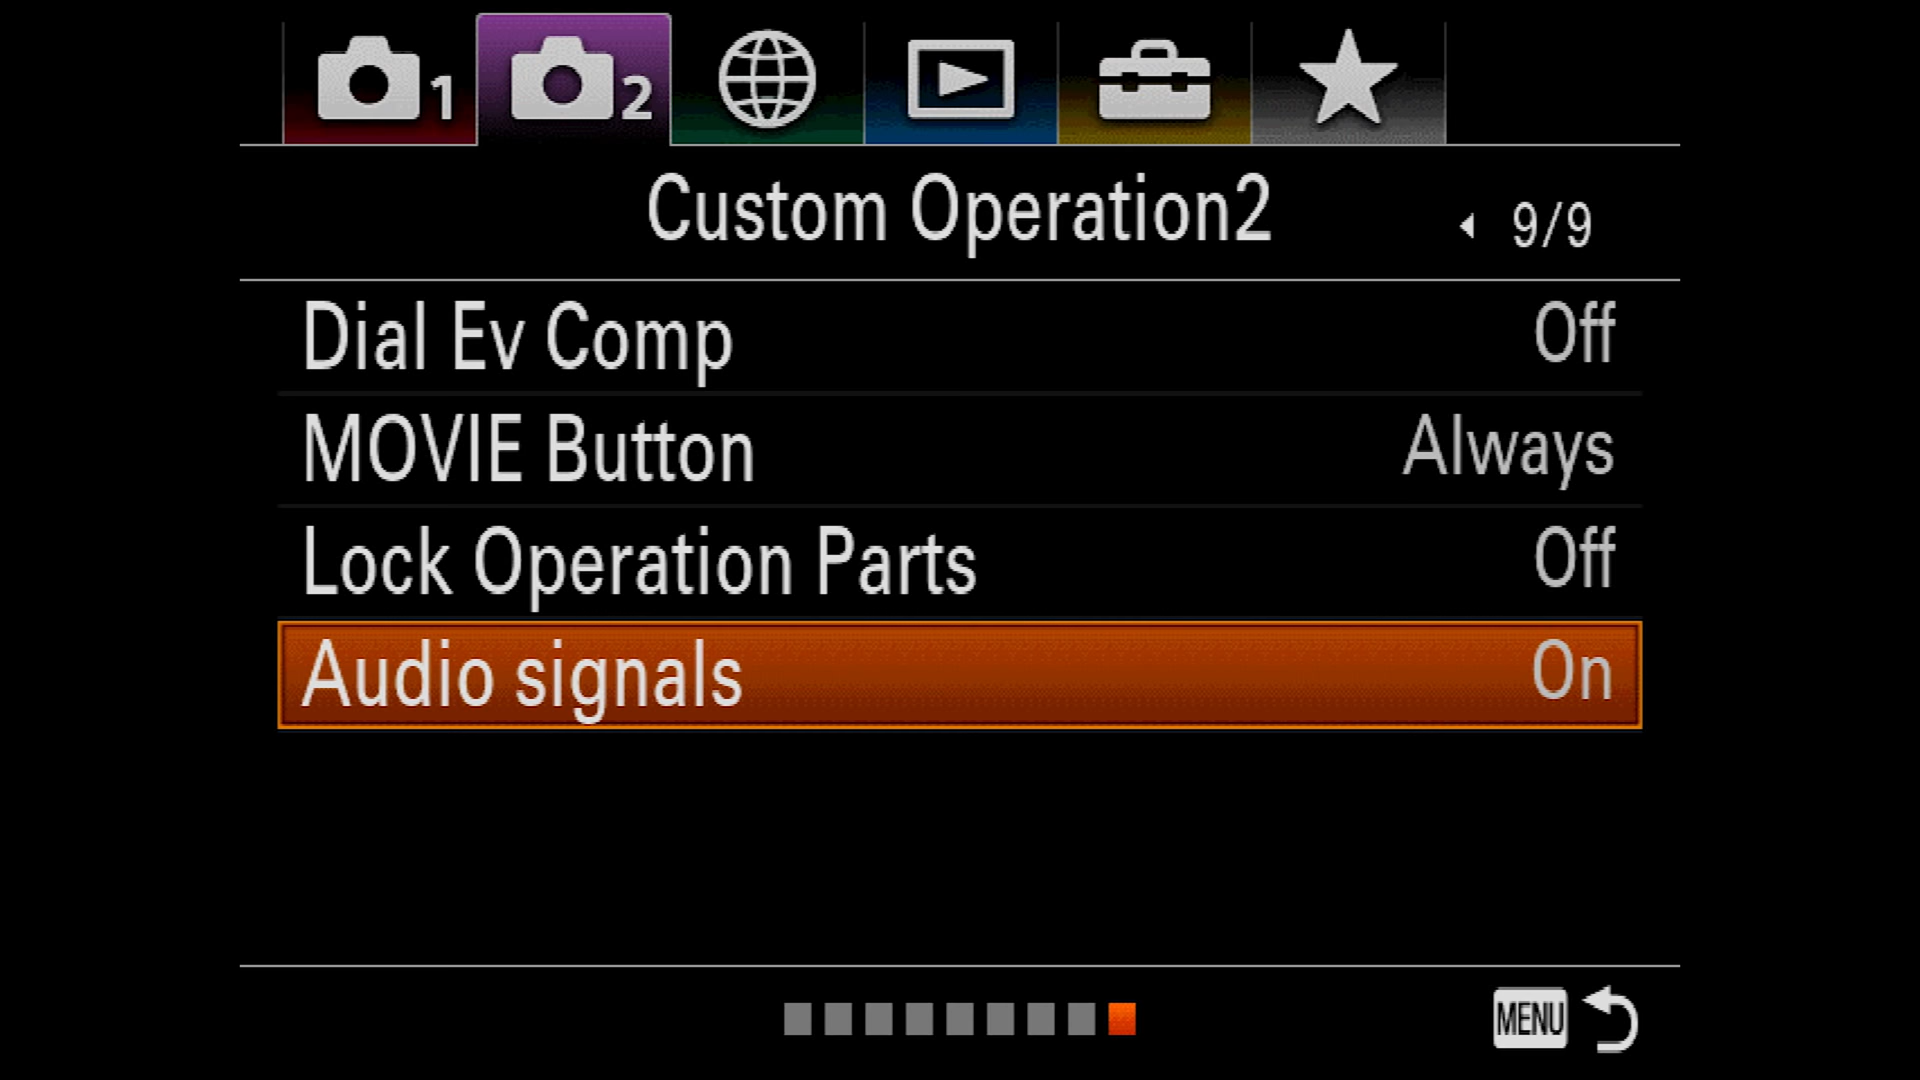 1 2
Custom Operation2 9/9
Dial Ev Comp Off
MOVIE Button Always
Lock Operation Parts Off
Audio signals On
MENU